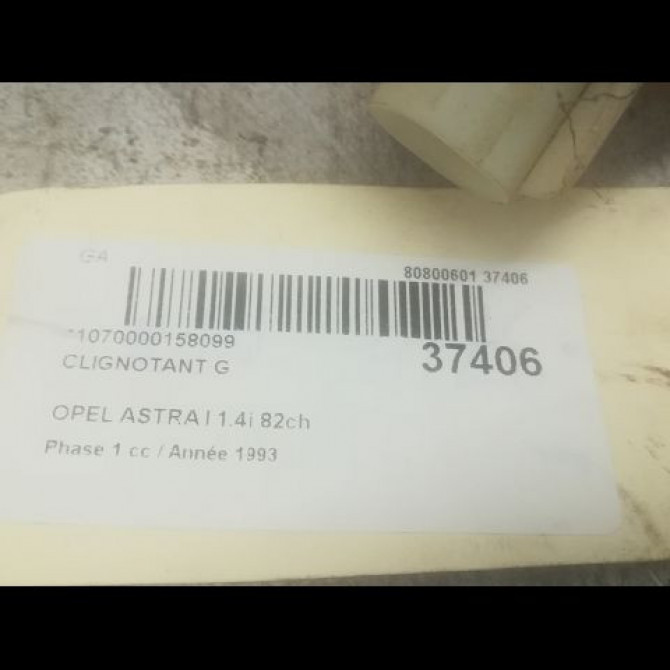 GA
80800601 37406
1070000158099
37406
CLIGNOTANT G
OPEL ASTRA I 1.4i 82ch
Phase 1 cc / Année 1993